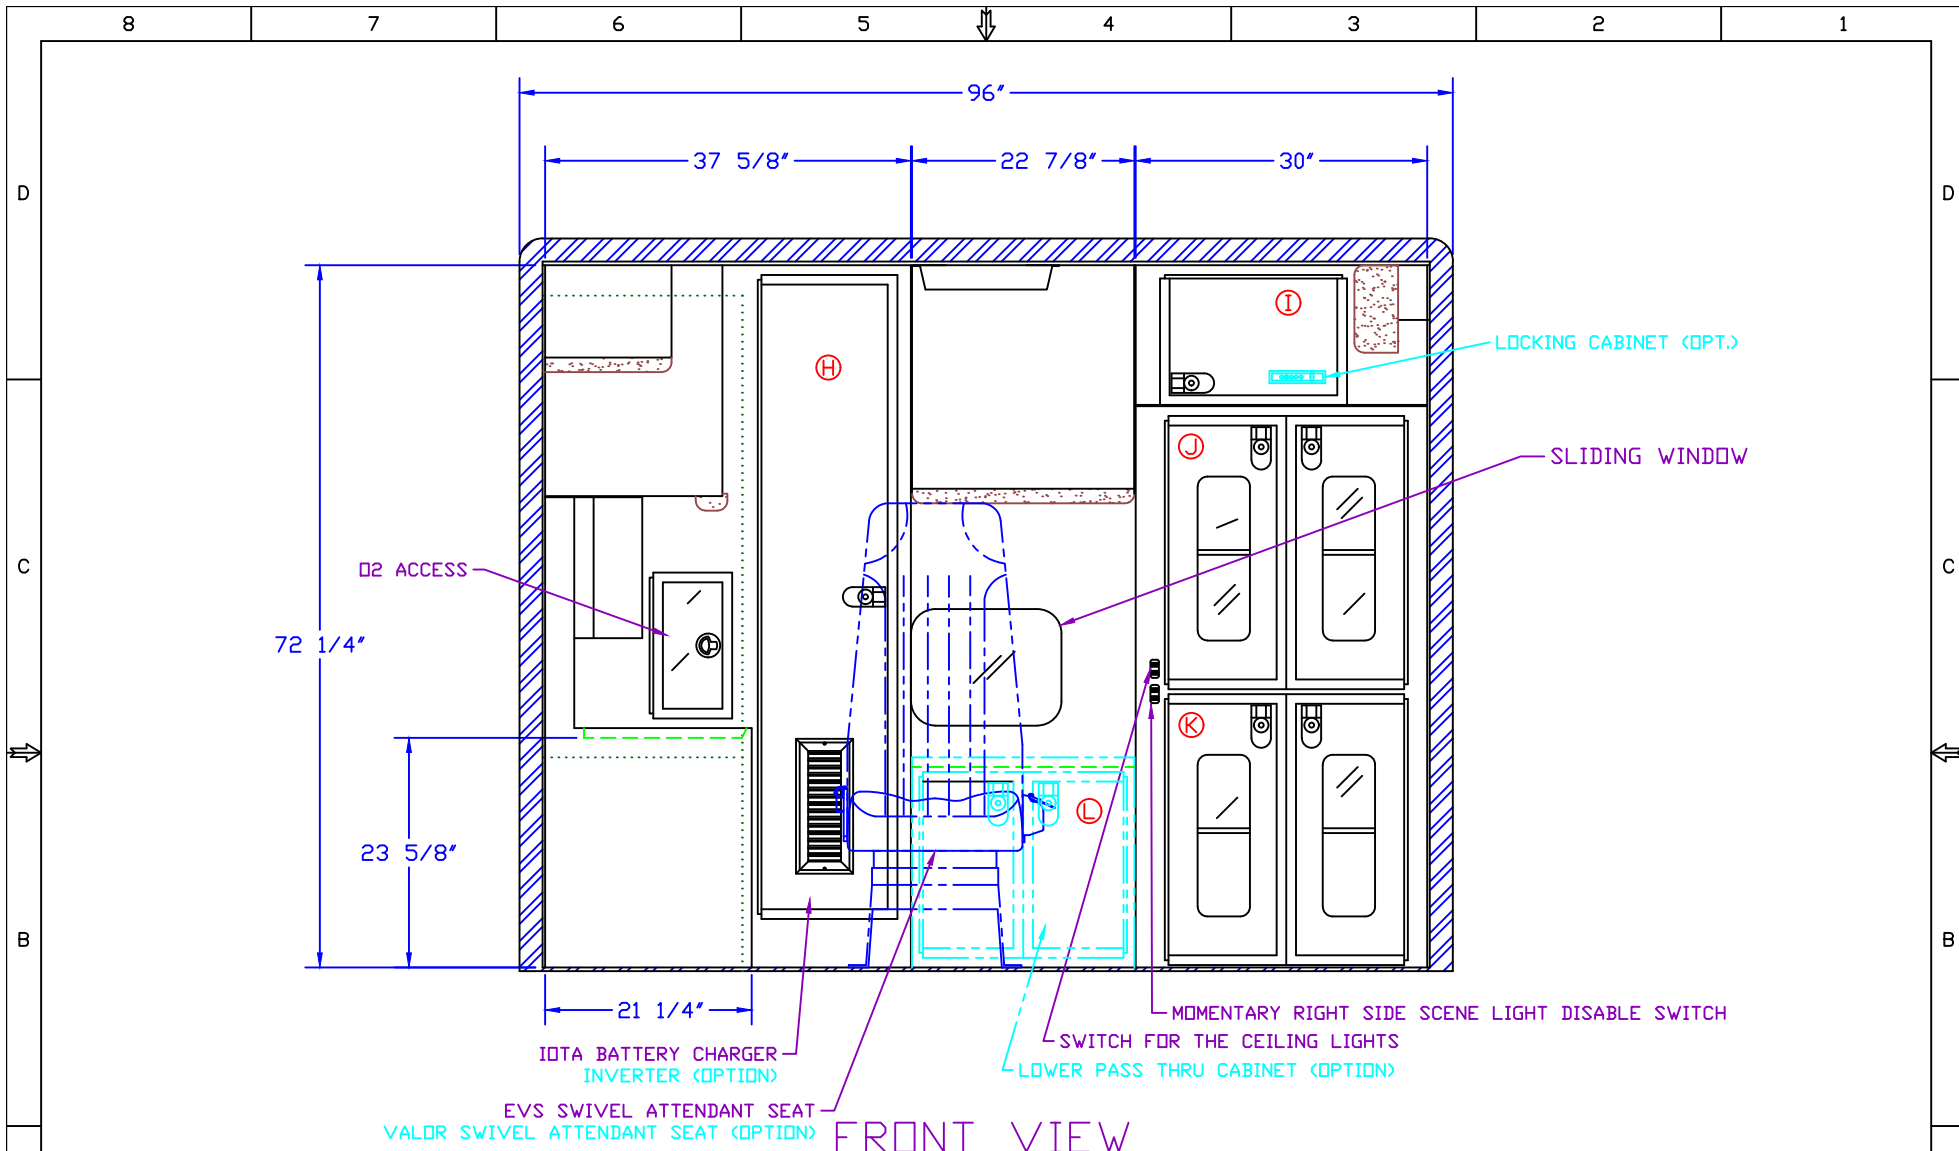 8 7 6 5 4 3 2 1
96"
37 5/8" 22 7/8" 30"
D D
I
LOCKING CABINET (OPT.)
H
J
SLIDING WINDOW
C C
O2 ACCESS
72 1/4"
K
L
23 5/8"
B B
21 1/4"
MOMENTARY RIGHT SIDE SCENE LIGHT DISABLE SWITCH
SWITCH FOR THE CEILING LIGHTS
IOTA BATTERY CHARGER
INVERTER (OPTION)
LOWER PASS THRU CABINET (OPTION)
EVS SWIVEL ATTENDANT SEAT
VALOR SWIVEL ATTENDANT SEAT (OPTION)
FRONT VIEW